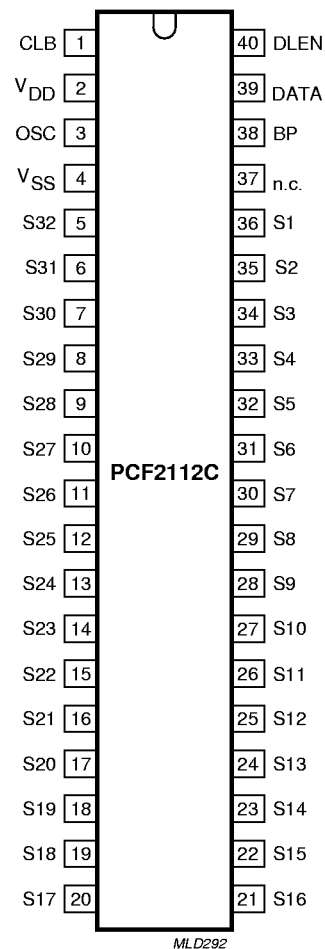 CLB 1 40 DLEN
VDD 2 39 DATA
OSC 3 38 BP
VSS 4 37 n.c.
S32 5 36 S1
S31 6 35 S2
S30 7 34 S3
S29 8 33 S4
S28 9 32 S5
S27 10 31 S6
PCF2112C
S26 11 30 S7
S25 12 29 S8
S24 13 28 S9
S23 14 27 S10
S22 15 26 S11
S21 16 25 S12
S20 17 24 S13
S19 18 23 S14
S18 19 22 S15
S17 20 21 S16
MLD292